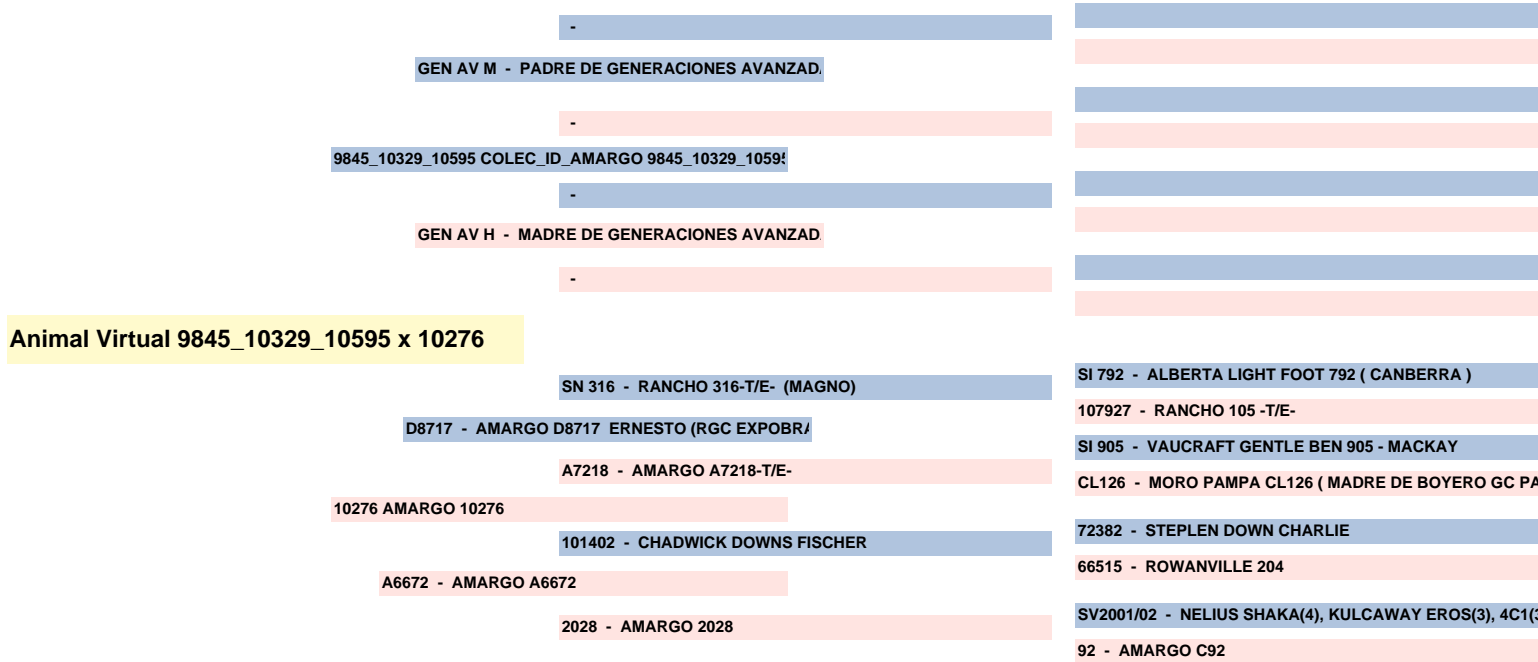 -
GEN AV M - PADRE DE GENERACIONES AVANZAD
-
9845_10329_10595 COLEC_ID_AMARGO 9845_10329_1059
-
GEN AV H - MADRE DE GENERACIONES AVANZAD
-
Animal Virtual 9845_10329_10595 x 10276
SI 792 - ALBERTA LIGHT FOOT 792 ( CANBERRA )
SN 316 - RANCHO 316-T/E- (MAGNO)
107927 - RANCHO 105 -T/E-
D8717 - AMARGO D8717 ERNESTO (RGC EXPOBRA
SI 905 - VAUCRAFT GENTLE BEN 905 - MACKAY
A7218 - AMARGO A7218-T/E-
CL126 - MORO PAMPA CL126 ( MADRE DE BOYERO GC PA
10276 AMARGO 10276
72382 - STEPLEN DOWN CHARLIE
101402 - CHADWICK DOWNS FISCHER
66515 - ROWANVILLE 204
A6672 - AMARGO A6672
SV2001/02 - NELIUS SHAKA(4), KULCAWAY EROS(3), 4C1(3
2028 - AMARGO 2028
92 - AMARGO C92